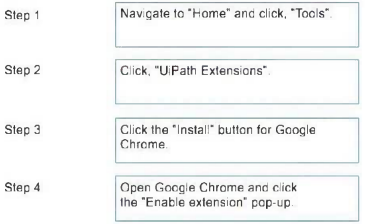 Step 1
Navigate to "Home" and click, "Tools".
Step 2
Click, "UiPath Extensions".
Step 3
Click the "Install" button for Google
Chrome.
Step 4
Open Google Chrome and click
the "Enable extension" pop-up.